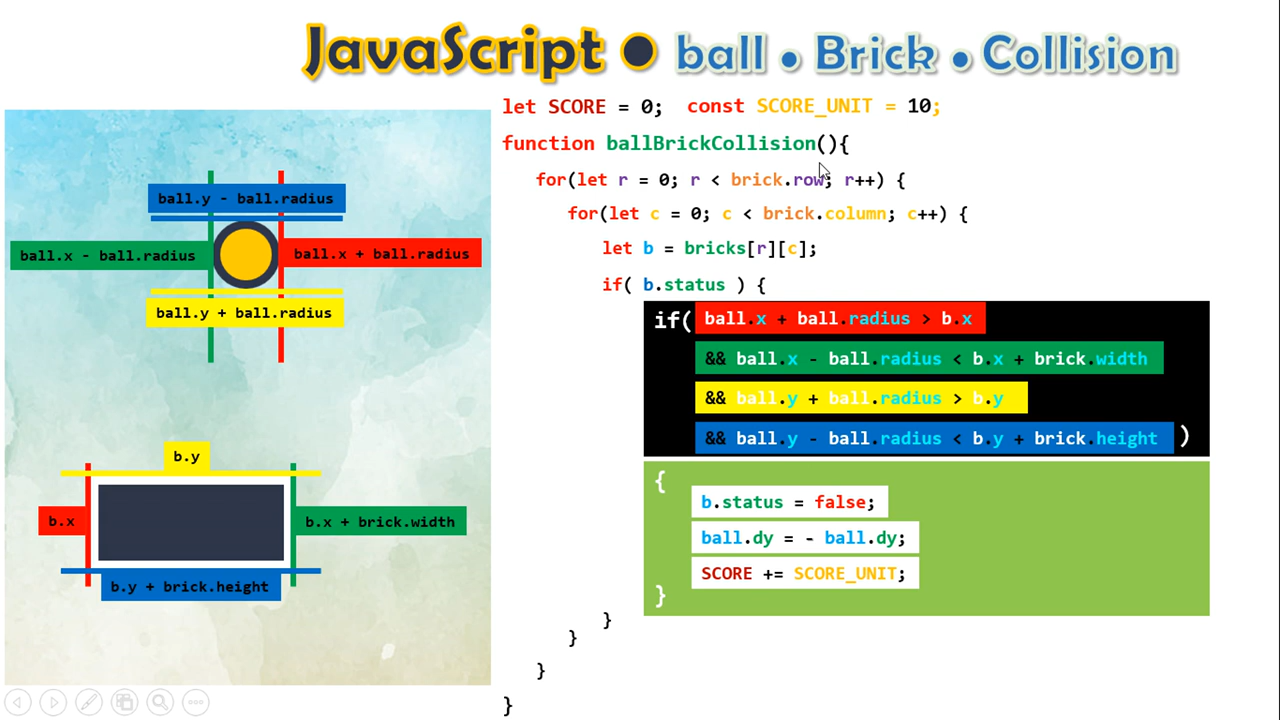 JavaScript ● ball • Brick • Collision
let SCORE = 0; const SCORE_UNIT = 10;
function ballBrickCollision(){
for(let r = 0; r < brick.row; r++) {
for(let c = 0; c < brick.column; c++) {
let b = bricks[r][c];
if( b.status ) {
if( ball.x + ball.radius > b.x
&& ball.x - ball.radius < b.x + brick.width
&& ball.y + ball.radius > b.y
&& ball.y - ball.radius < b.y + brick.height )
{
b.status = false;
ball.dy = - ball.dy;
SCORE += SCORE_UNIT;
}
}
}
}
}
ball.y - ball.radius
ball.x - ball.radius
ball.x + ball.radius
ball.y + ball.radius
b.y
b.x
b.x + brick.width
b.y + brick.height